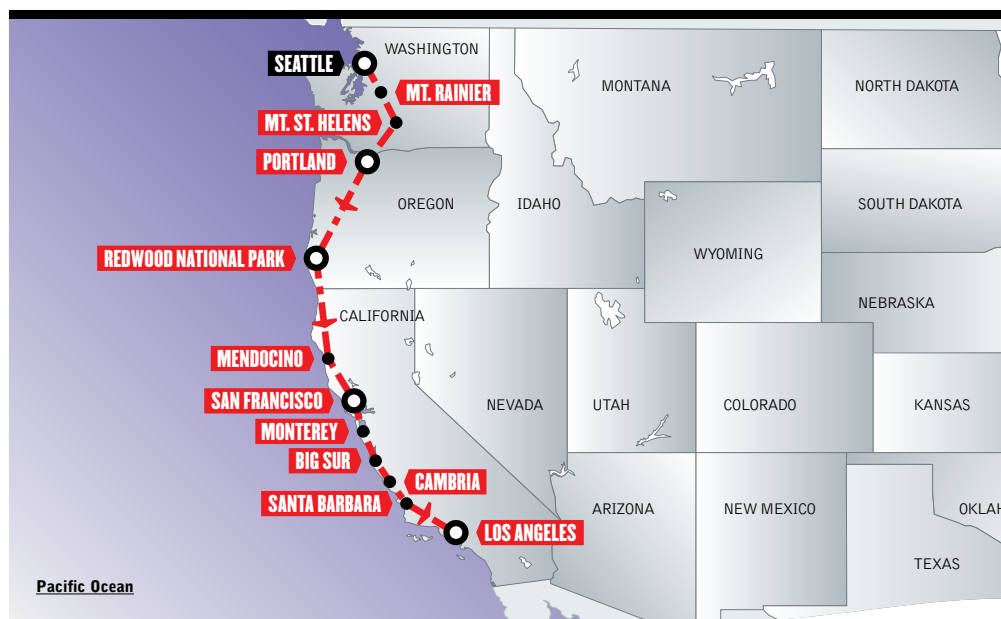 WASHINGTON
SEATTLE
MONTANA
NORTH DAKOTA
MT. RAINIER
MT. ST. HELENS
PORTLAND
OREGON
IDAHO
SOUTH DAKOTA
REDWOOD NATIONAL PARK
WYOMING
NEBRASKA
CALIFORNIA
MENDOCINO
SAN FRANCISCO
NEVADA
UTAH
COLORADO
KANSAS
MONTEREY
BIG SUR
CAMBRIA
SANTA BARBARA
ARIZONA
NEW MEXICO
OKLAH
LOS ANGELES
TEXAS
Pacific Ocean